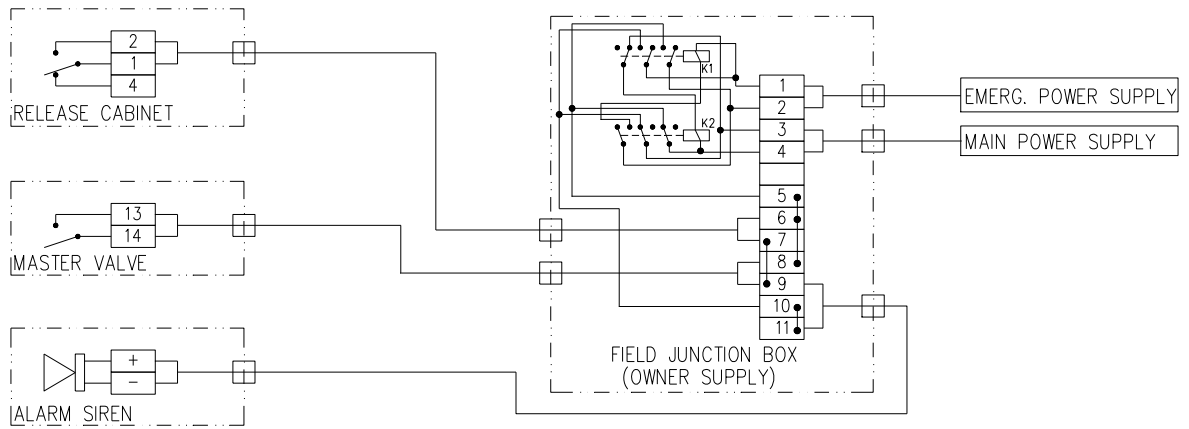 2
1
4
RELEASE CABINET
13
14
MASTER VALVE
+
−
ALARM SIREN
K1
K2
1
2
3
4
5
6
7
8
9
10
11
FIELD JUNCTION BOX
(OWNER SUPPLY)
EMERG. POWER SUPPLY
MAIN POWER SUPPLY